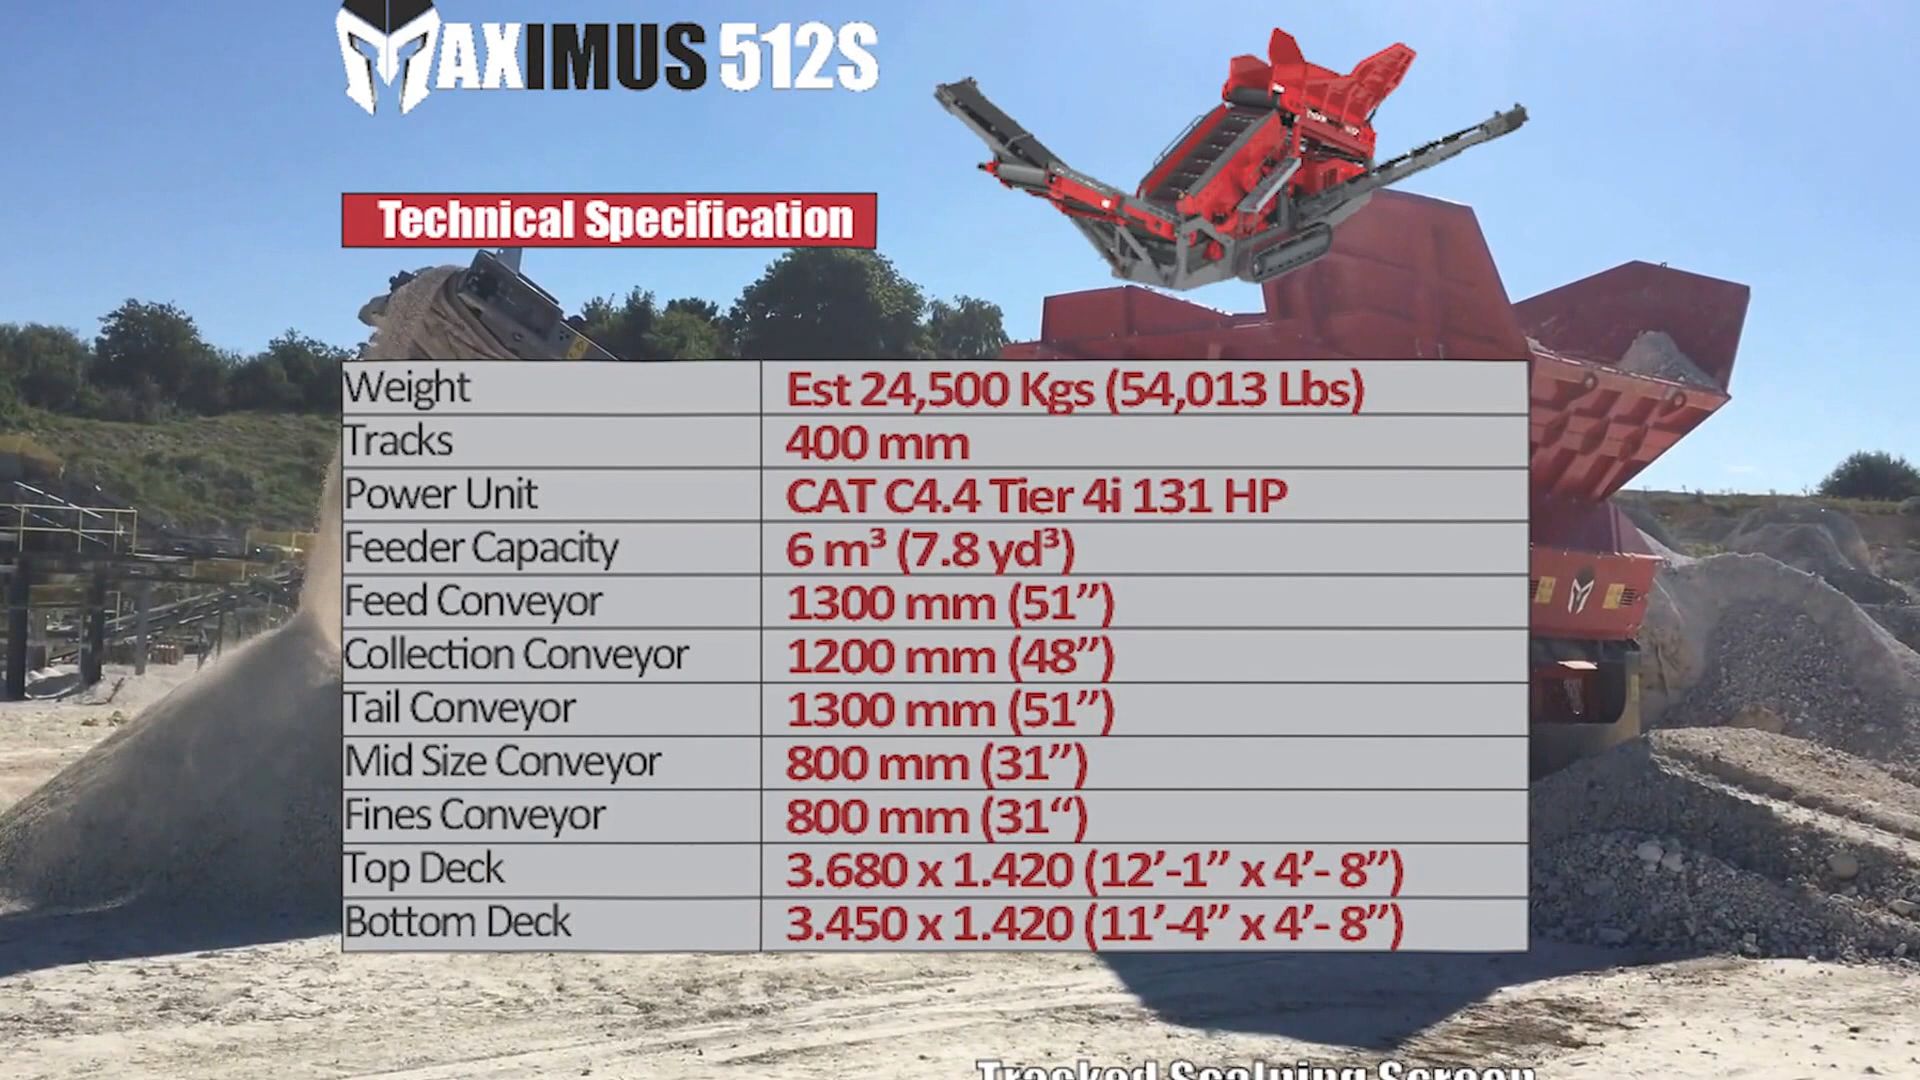 MAXIMUS 512S
Technical Specification
Weight Est 24,500 Kgs (54,013 Lbs)
Tracks 400 mm
Power Unit CAT C4.4 Tier 4i 131 HP
Feeder Capacity 6 m³ (7.8 yd³)
Feed Conveyor 1300 mm (51”)
Collection Conveyor 1200 mm (48”)
Tail Conveyor 1300 mm (51”)
Mid Size Conveyor 800 mm (31”)
Fines Conveyor 800 mm (31“)
Top Deck 3.680 x 1.420 (12’-1” x 4’- 8”)
Bottom Deck 3.450 x 1.420 (11’-4” x 4’- 8”)
Tracked Scalping Screen